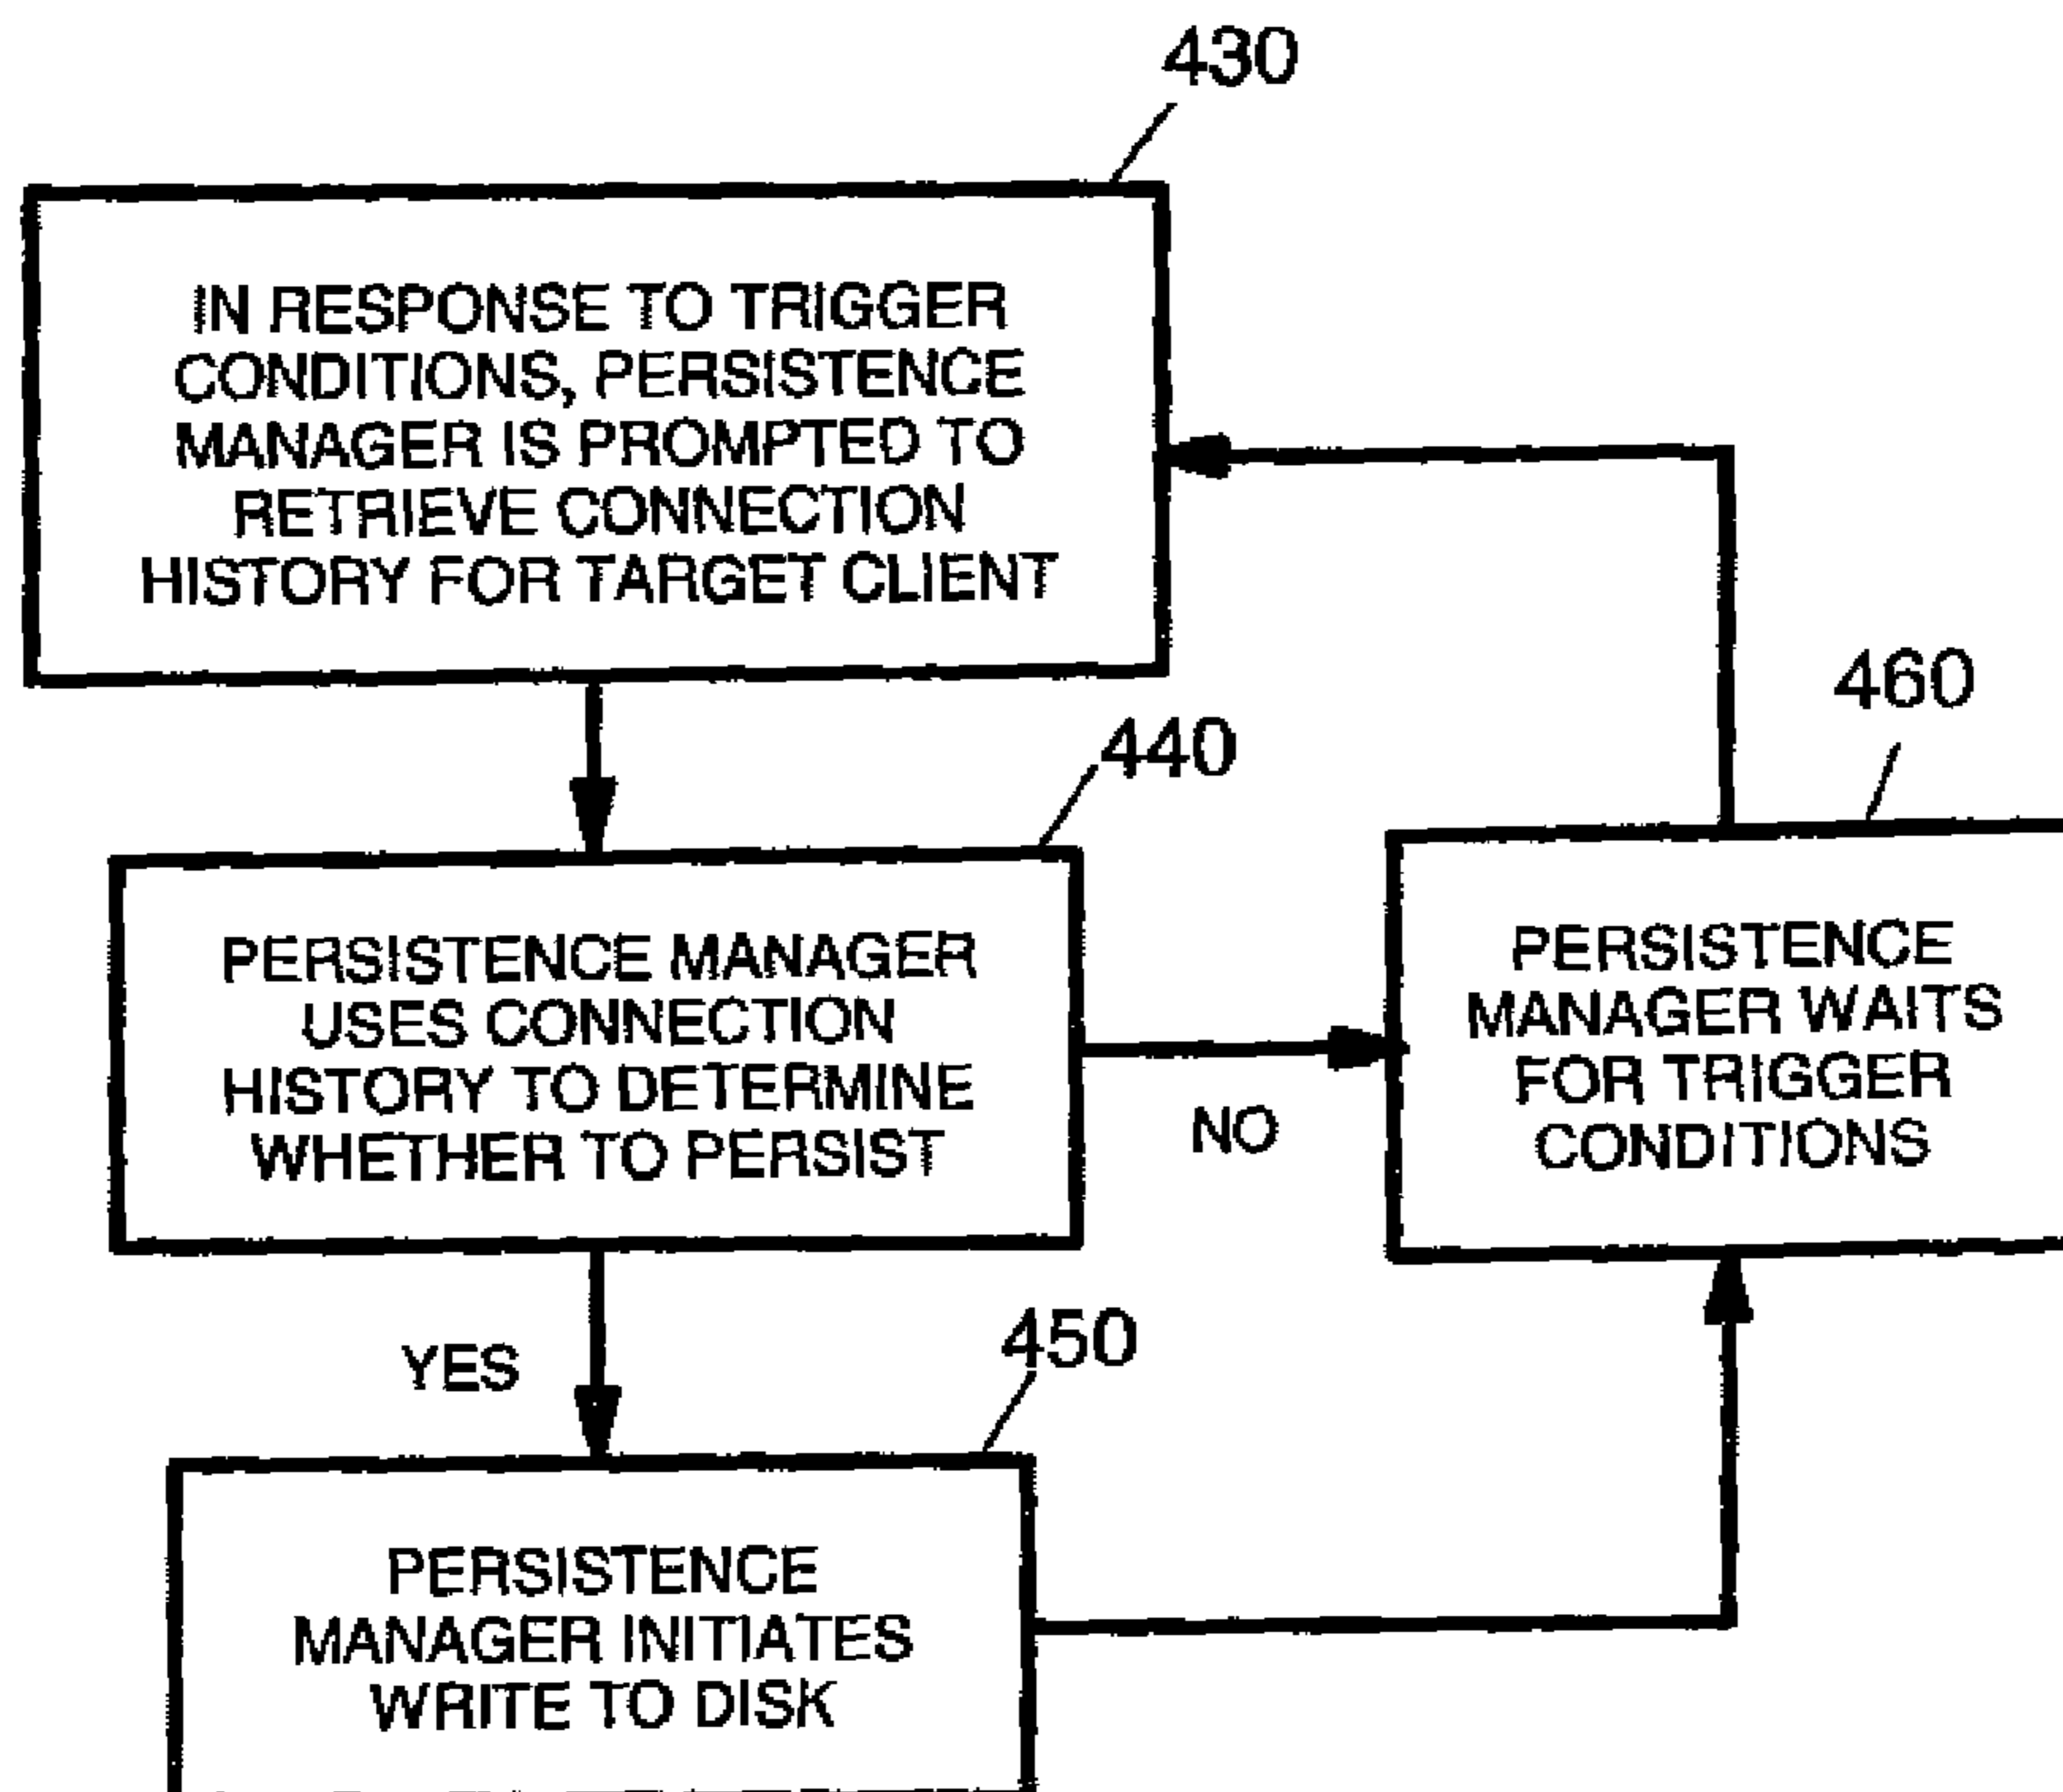 430
IN RESPONSE TO TRIGGER
CONDITIONS, PERSISTENCE
MANAGER IS PROMPTED TO
RETRIEVE CONNECTION
HISTORY FOR TARGET CLIENT
440
PERSISTENCE MANAGER
USES CONNECTION
HISTORY TO DETERMINE
WHETHER TO PERSIST
NO
460
PERSISTENCE
MANAGER WAITS
FOR TRIGGER
CONDITIONS
YES
450
PERSISTENCE
MANAGER INITIATES
WRITE TO DISK